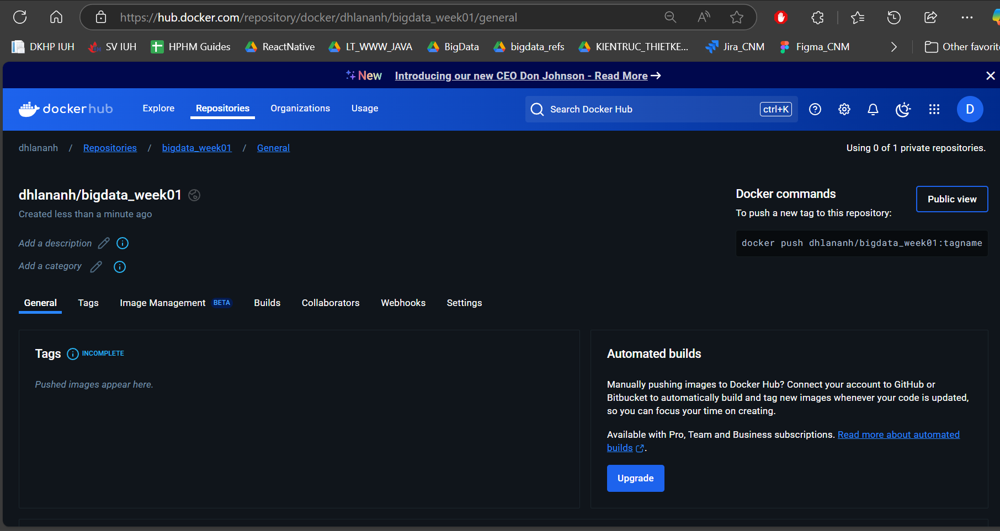 https://hub.docker.com/repository/docker/dhlananh/bigdata_week01/general
DKHP IUH
SV IUH
HPHM Guides
ReactNative
LT_WWW_JAVA
BigData
bigdata_refs
KIENTRUC_THIETKE...
Jira_CNM
Figma_CNM
Other favorit
New Introducing our new CEO Don Johnson - Read More →
dockerhub
Explore
Repositories
Organizations
Usage
Search Docker Hub
ctrl+K
D
dhlananh / Repositories / bigdata_week01 / General
Using 0 of 1 private repositories.
dhlananh/bigdata_week01
Created less than a minute ago
Add a description
Add a category
Docker commands
Public view
To push a new tag to this repository:
docker push dhlananh/bigdata_week01:tagname
General
Tags
Image Management BETA
Builds
Collaborators
Webhooks
Settings
Tags INCOMPLETE
Pushed images appear here.
Automated builds
Manually pushing images to Docker Hub? Connect your account to GitHub or
Bitbucket to automatically build and tag new images whenever your code is updated,
so you can focus your time on creating.
Available with Pro, Team and Business subscriptions. Read more about automated
builds .
Upgrade